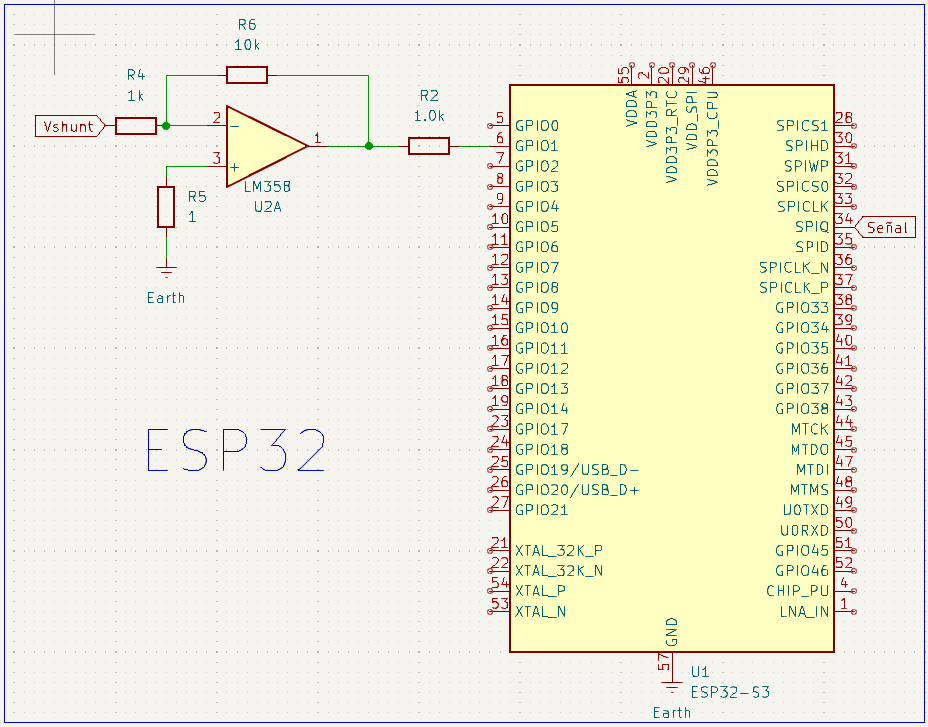 R6
10k
R4
1k
Vshunt
2
-
3
+
1
LM358
U2A
R5
1
Earth
R2
1.0k
ESP32
55
VDDA
2
VDD3P3
20
VDD3P3_RTC
29
VDD_SPI
46
VDD3P3_CPU
5 GPIO0
6 GPIO1
7 GPIO2
8 GPIO3
9 GPIO4
10 GPIO5
11 GPIO6
12 GPIO7
13 GPIO8
14 GPIO9
15 GPIO10
16 GPIO11
17 GPIO12
18 GPIO13
19 GPIO14
23 GPIO17
24 GPIO18
25 GPIO19/USB_D-
26 GPIO20/USB_D+
27 GPIO21
21 XTAL_32K_P
22 XTAL_32K_N
54 XTAL_P
53 XTAL_N
SPICS1 28
SPIHD 30
SPIWP 31
SPICS0 32
SPICLK 33
SPIQ 34
Señal
SPID 35
SPICLK_N 36
SPICLK_P 37
GPIO33 38
GPIO34 39
GPIO35 40
GPIO36 41
GPIO37 42
GPIO38 43
MTCK 44
MTDO 45
MTDI 47
MTMS 48
U0TXD 49
U0RXD 50
GPIO45 51
GPIO46 52
CHIP_PU 4
LNA_IN 1
GND
57
U1
ESP32-S3
Earth